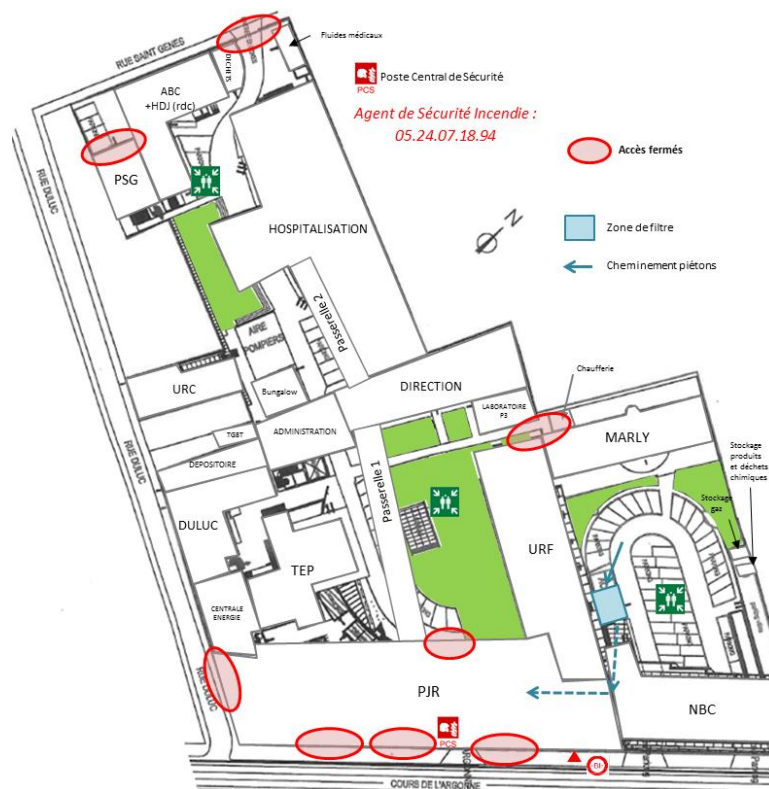 RUE SAINT GENES
DECHETS
Fluides médicaux
ABC
+HDJ (rdc)
Poste Central de Sécurité
PCS
Agent de Sécurité Incendie :
05.24.07.18.94
Accès fermés
RUE DULUC
PSG
HOSPITALISATION
N
Zone de filtre
Cheminement piétons
Passerelle 2
AIRE
POMPIERS
URC
Bungalow
DIRECTION
Chaufferie
LABORATOIRE
P3
MARLY
TGBT
ADMINISTRATION
Stockage
produits
et déchets
chimiques
DEPOSITOIRE
Passerelle 1
Stockage
gaz
RUE DULUC
DULUC
URF
TEP
CENTRALE
ENERGIE
RUE DULUC
PJR
NBC
PCS
COURS DE L'ARGONNE